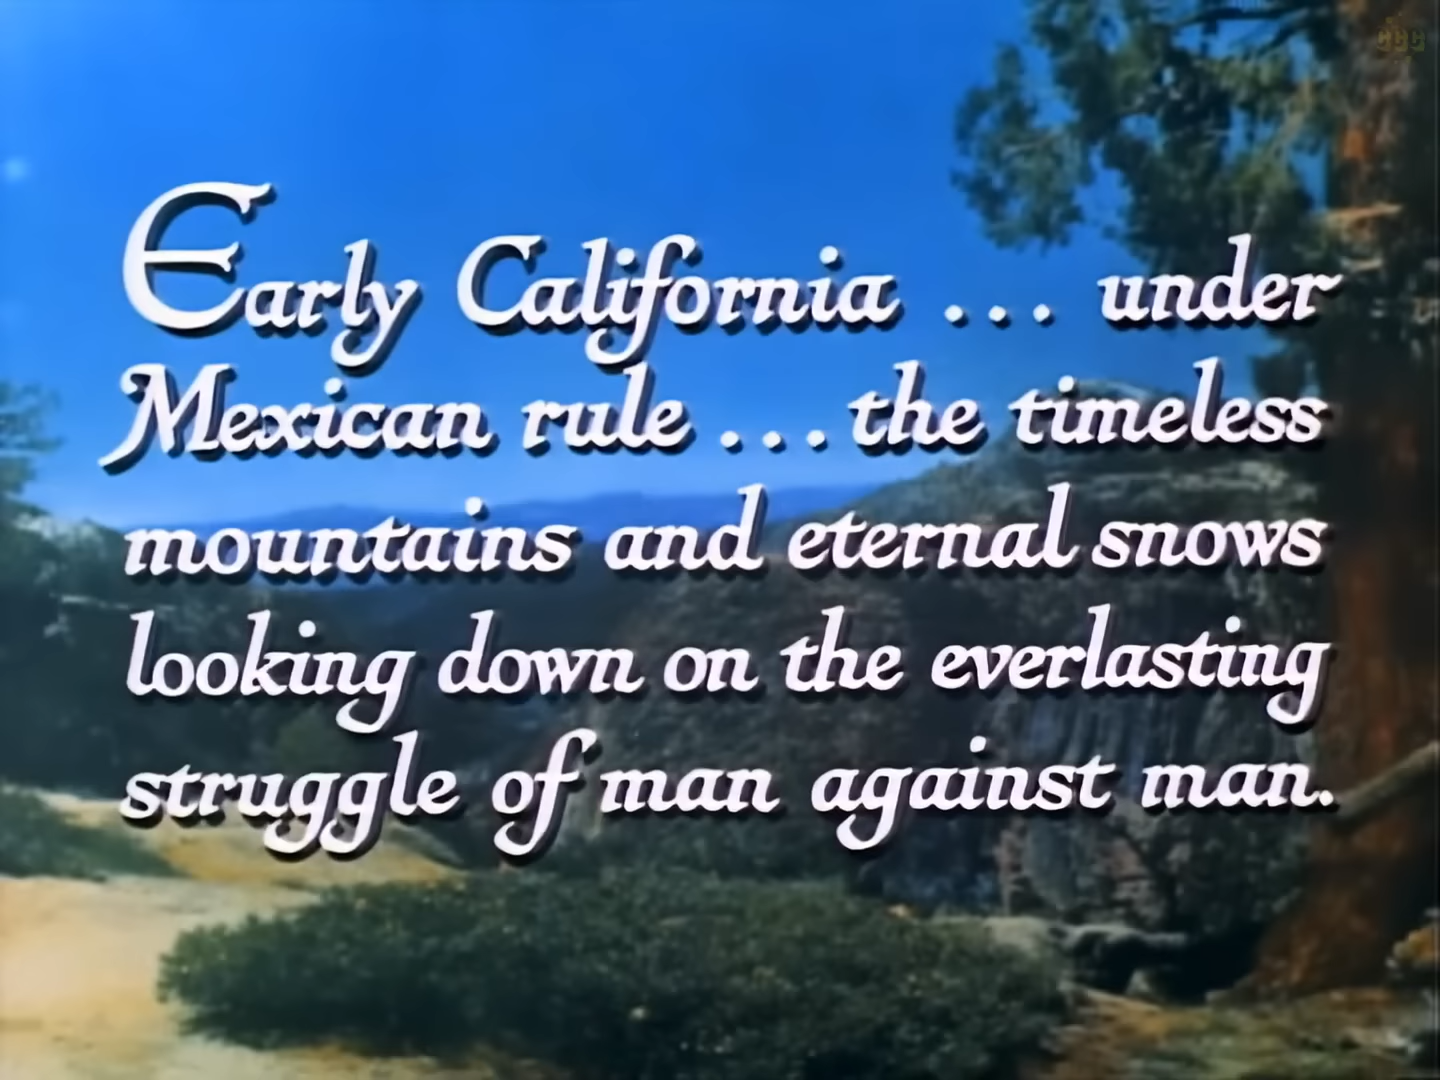 CCC
Early California ... under
Mexican rule ... the timeless
mountains and eternal snows
looking down on the everlasting
struggle of man against man.